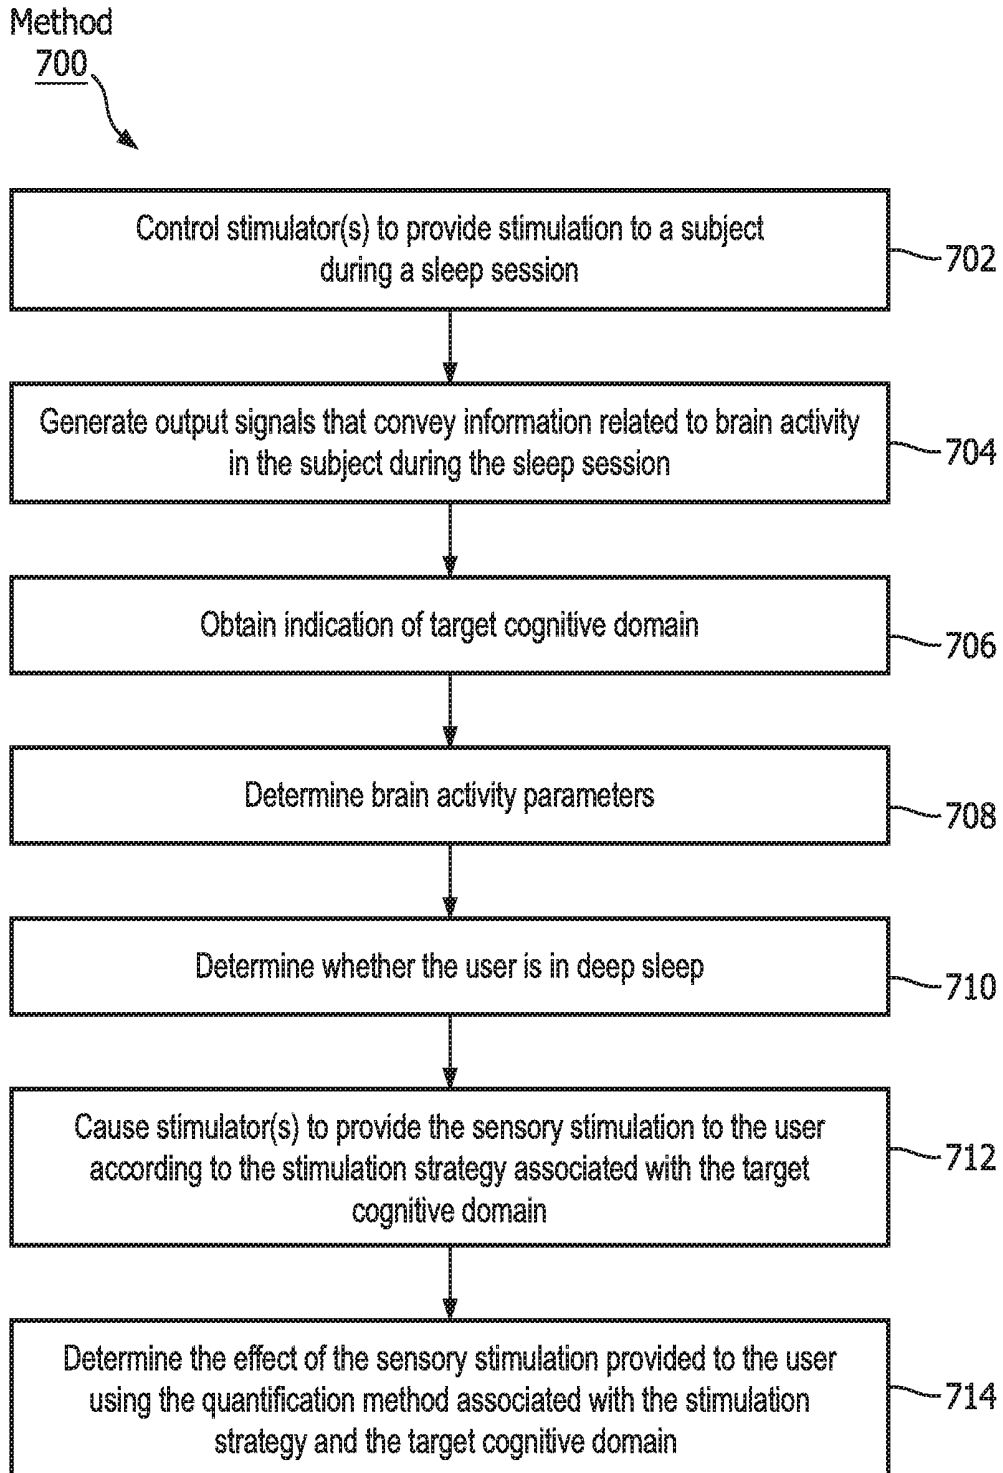 Method
700
Control stimulator(s) to provide stimulation to a subject
during a sleep session
702
Generate output signals that convey information related to brain activity
in the subject during the sleep session
704
Obtain indication of target cognitive domain
706
Determine brain activity parameters
708
Determine whether the user is in deep sleep
710
Cause stimulator(s) to provide the sensory stimulation to the user
according to the stimulation strategy associated with the target
cognitive domain
712
Determine the effect of the sensory stimulation provided to the user
using the quantification method associated with the stimulation
strategy and the target cognitive domain
714